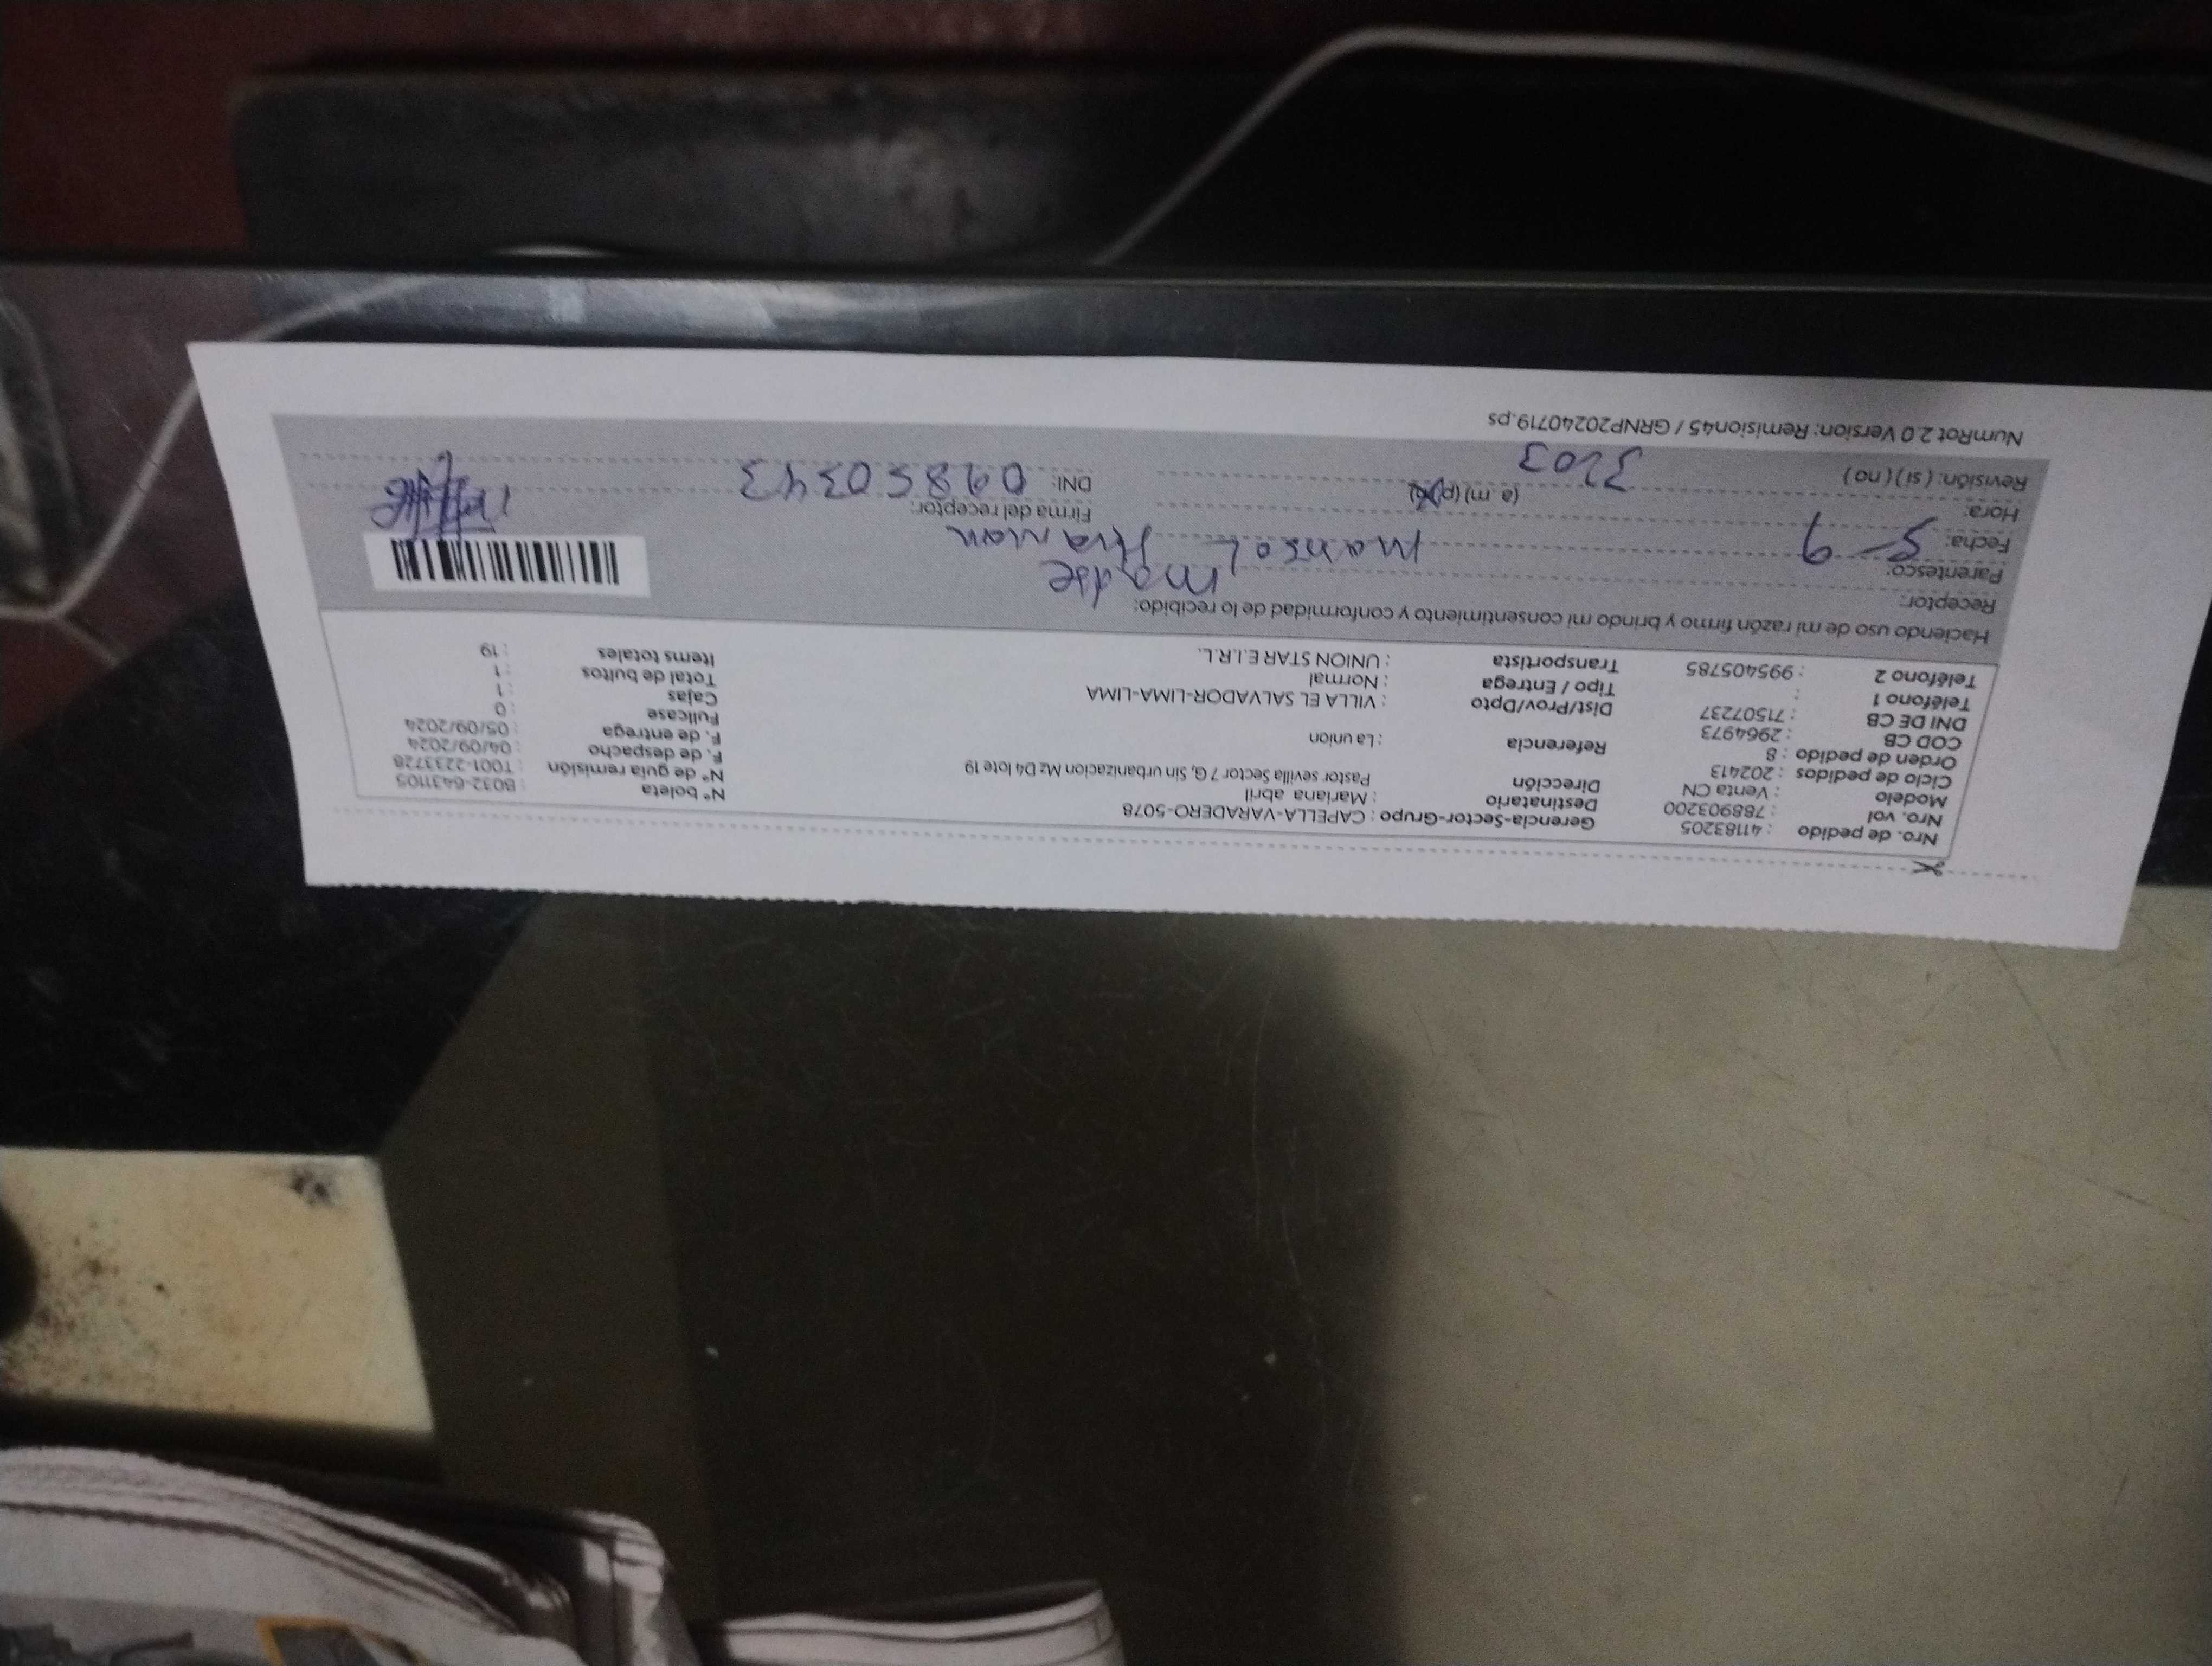 Nro. de pedido : 41183205
Nro. vol : 788903200
Modelo : Venta CN
Ciclo de pedidos : 202413
Orden de pedido : 8
COD CB : 2964973
DNI DE CB : 71507237
Teléfono 1 :
Teléfono 2 : 995405785
Gerencia-Sector-Grupo : CAPELLA-VARADERO-5078
Destinatario : Mariana abril
Dirección Pastor sevilla Sector 7 G, Sin urbanizacion Mz D4 lote 19
Referencia : La union
Dist/Prov/Dpto : VILLA EL SALVADOR-LIMA-LIMA
Tipo / Entrega : Normal
Transportista : UNION STAR E.I.R.L.
N° boleta : B032-6431105
N° de guía remisión : T001-2233728
F. de despacho : 04/09/2024
F. de entrega : 05/09/2024
Fullcase : 0
Cajas : 1
Total de bultos : 1
Items totales : 19
Haciendo uso de mi razón firmo y brindo mi consentimiento y conformidad de lo recibido:
Receptor:
Parentesco: madre
Fecha: 5-9
Hora: (a. m) (p
Revisión: ( si ) ( no ) 3203
Firma del receptor:
DNI: 09850343
NumRot 2.0 Version: Remision45 / GRNP20240719.ps